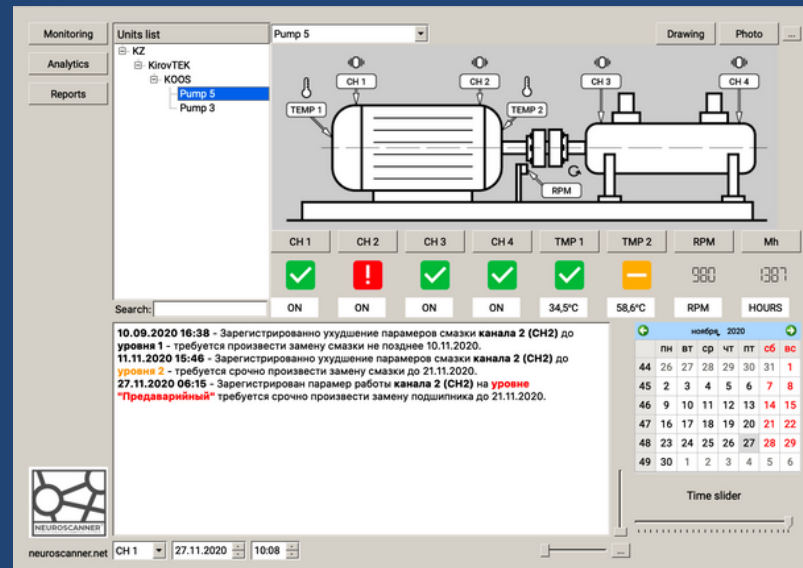 Monitoring
Analytics
Reports
Units list
KZ
KirovTEK
KOOS
Pump 5
Pump 3
Search:
Pump 5
Drawing
Photo
...
CH 1
CH 2
CH 3
CH 4
TEMP 1
TEMP 2
RPM
CH 1 CH 2 CH 3 CH 4 TMP 1 TMP 2 RPM Mh
980 1387
ON ON ON ON 34,5°C 58,6°C RPM HOURS
10.09.2020 16:38 - Зарегистрированно ухудшение парамеров смазки канала 2 (CH2) до
уровня 1 - требуется произвести замену смазки не позднее 10.11.2020.
11.11.2020 15:46 - Зарегистрированно ухудшение парамеров смазки канала 2 (CH2) до
уровня 2 - требуется срочно произвести замену смазки до 21.11.2020.
27.11.2020 06:15 - Зарегистрирован парамер работы канала 2 (CH2) на уровне
"Предаварийный" требуется срочно произвести замену подшипника до 21.11.2020.
ноября, 2020
пн вт ср чт пт сб вс
44 26 27 28 29 30 31 1
45 2 3 4 5 6 7 8
46 9 10 11 12 13 14 15
47 16 17 18 19 20 21 22
48 23 24 25 26 27 28 29
49 30 1 2 3 4 5 6
Time slider
NEUROSCANNER
neuroscanner.net
CH 1 27.11.2020 10:08
...